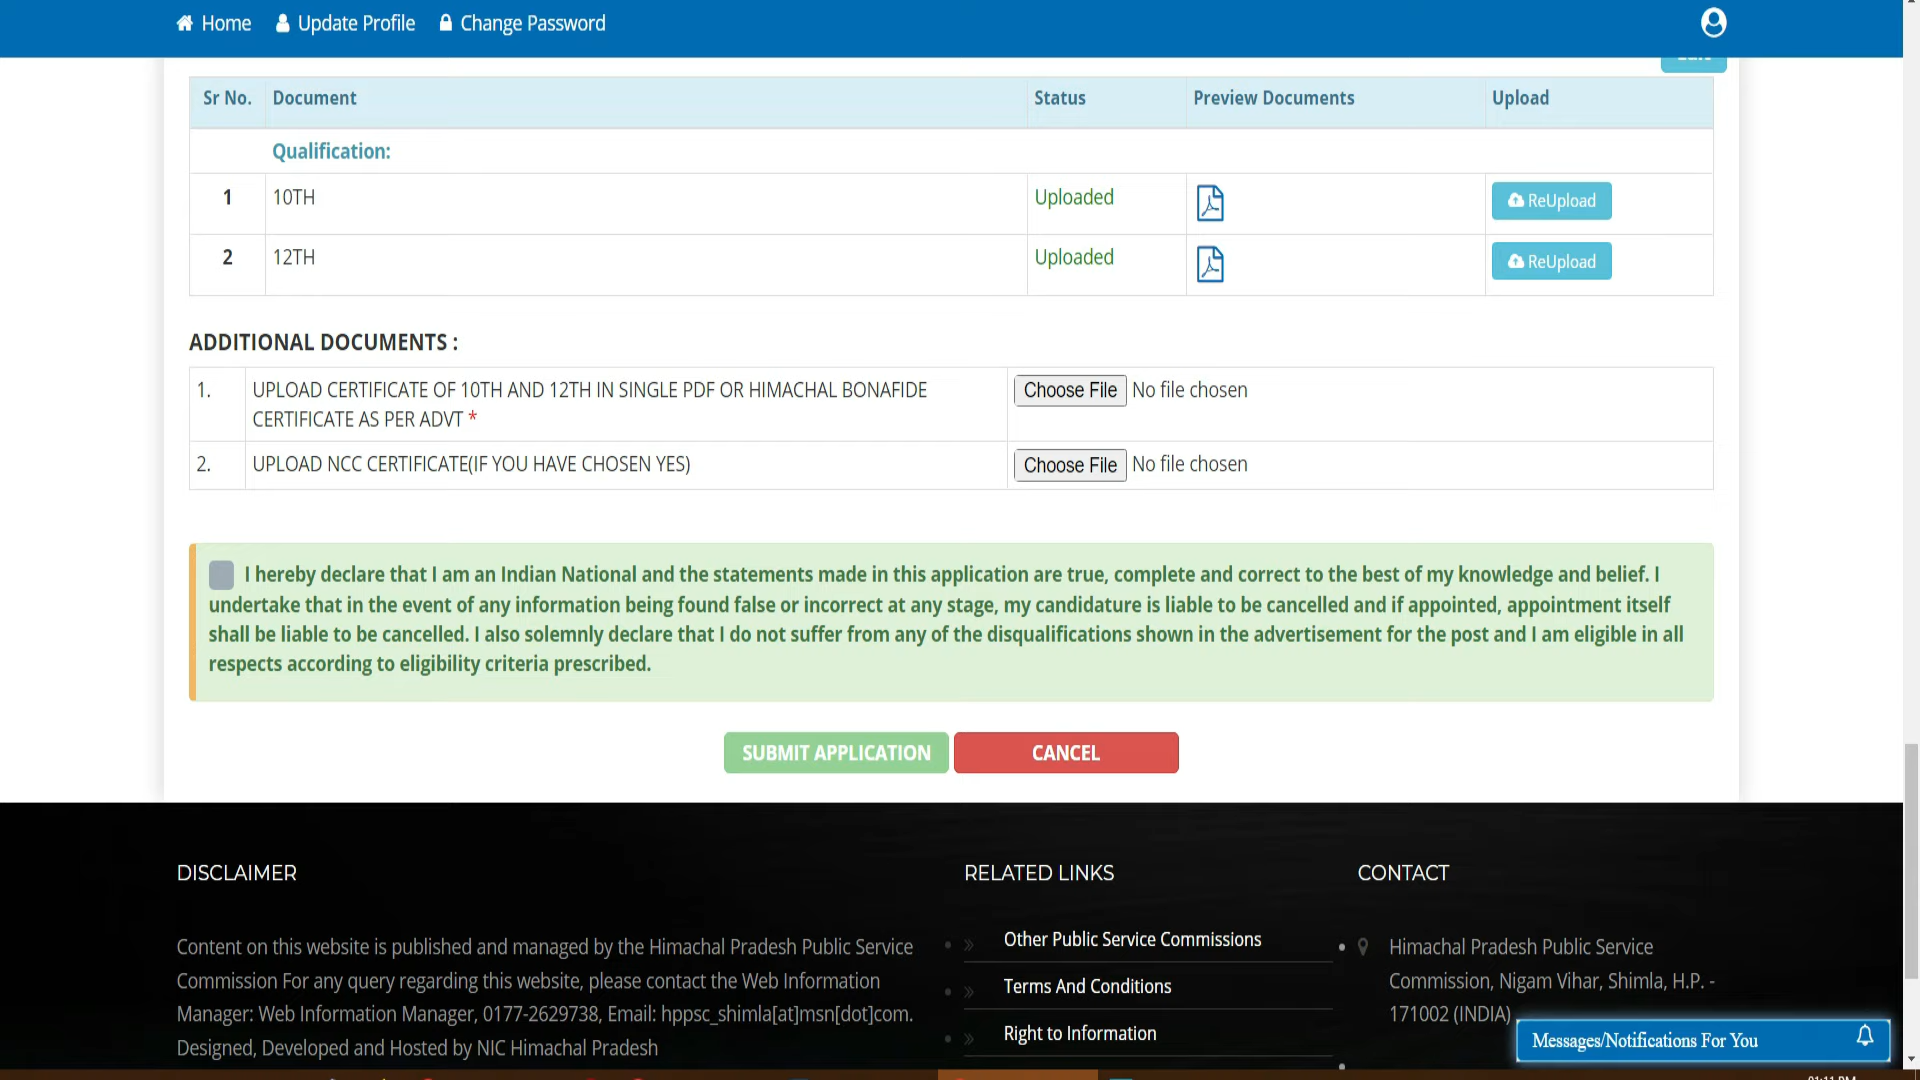 Home Update Profile Change Password
Sr No. Document Status Preview Documents Upload
Qualification:
1 10TH Uploaded ReUpload
2 12TH Uploaded ReUpload
ADDITIONAL DOCUMENTS :
1. UPLOAD CERTIFICATE OF 10TH AND 12TH IN SINGLE PDF OR HIMACHAL BONAFIDE Choose File No file chosen
CERTIFICATE AS PER ADVT *
2. UPLOAD NCC CERTIFICATE(IF YOU HAVE CHOSEN YES) Choose File No file chosen
I hereby declare that I am an Indian National and the statements made in this application are true, complete and correct to the best of my knowledge and belief. I
undertake that in the event of any information being found false or incorrect at any stage, my candidature is liable to be cancelled and if appointed, appointment itself
shall be liable to be cancelled. I also solemnly declare that I do not suffer from any of the disqualifications shown in the advertisement for the post and I am eligible in all
respects according to eligibility criteria prescribed.
SUBMIT APPLICATION CANCEL
DISCLAIMER
Content on this website is published and managed by the Himachal Pradesh Public Service
Commission For any query regarding this website, please contact the Web Information
Manager: Web Information Manager, 0177-2629738, Email: hppsc_shimla[at]msn[dot]com.
Designed, Developed and Hosted by NIC Himachal Pradesh
RELATED LINKS
Other Public Service Commissions
Terms And Conditions
Right to Information
CONTACT
Himachal Pradesh Public Service
Commission, Nigam Vihar, Shimla, H.P. -
171002 (INDIA)
Messages/Notifications For You